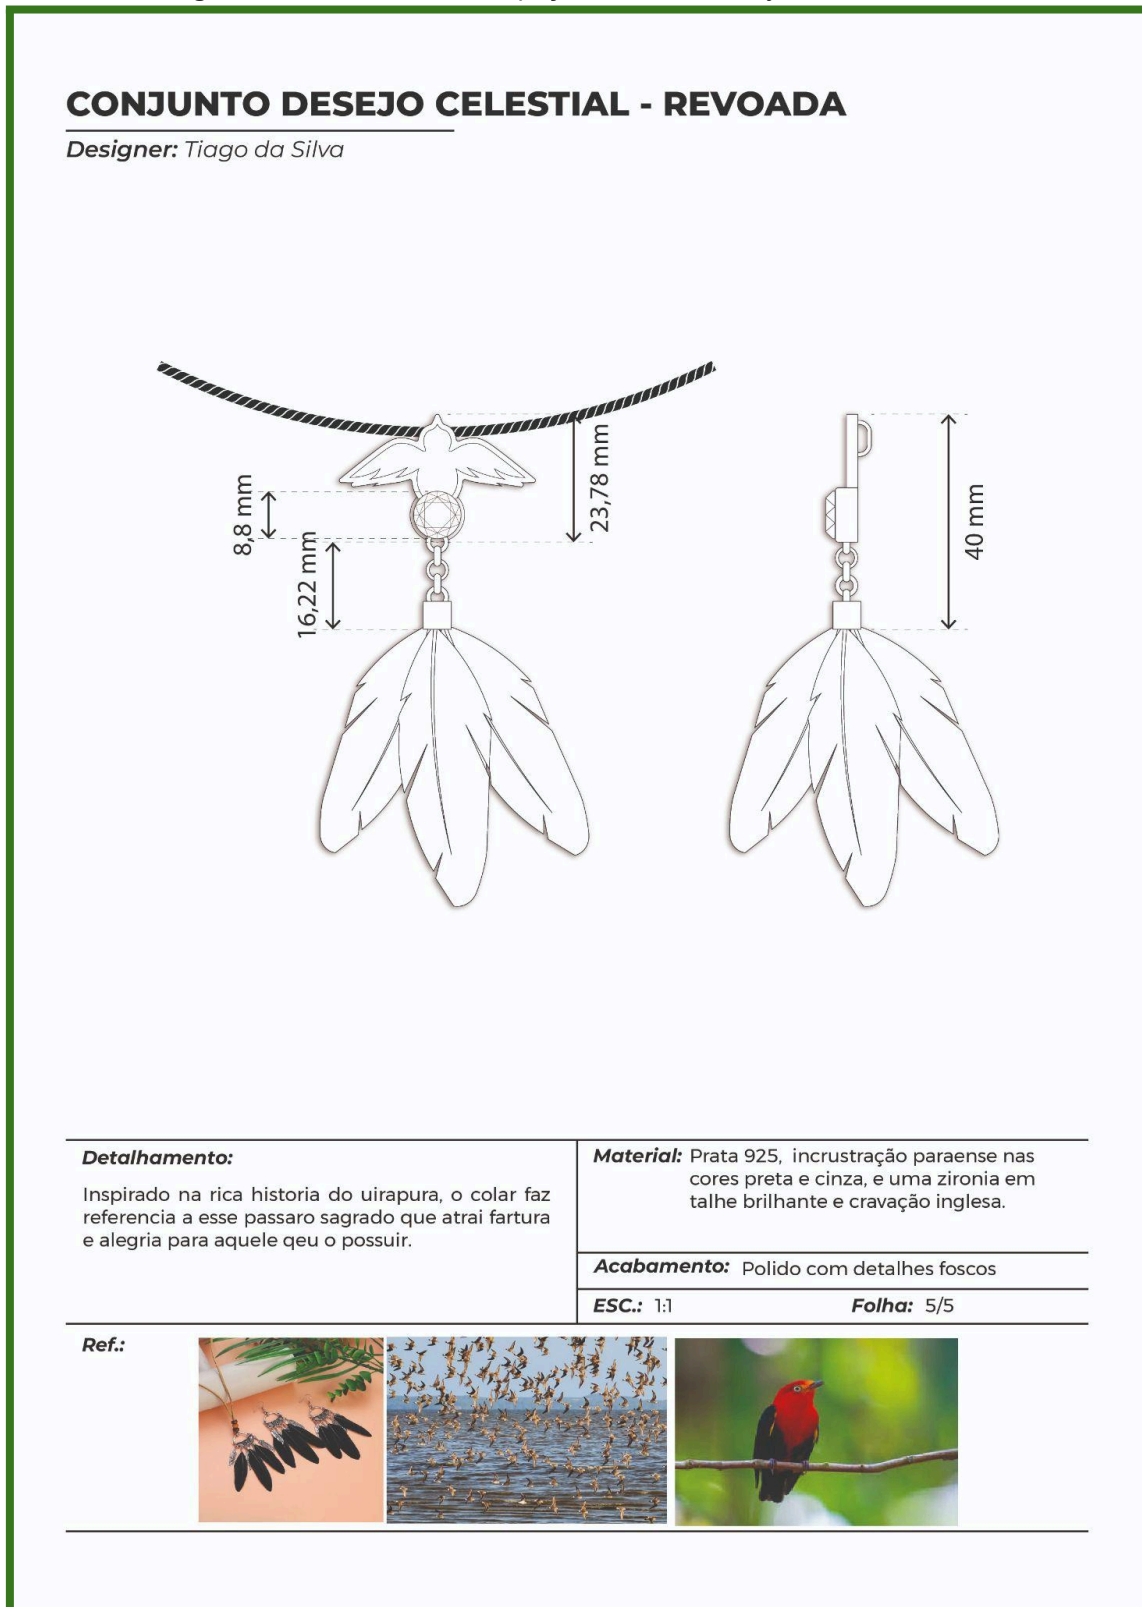 CONJUNTO DESEJO CELESTIAL - REVOADA
Designer: Tiago da Silva
8,8 mm
16,22 mm
23,78 mm
40 mm
Detalhamento:
Inspirado na rica historia do uirapura, o colar faz
referencia a esse passaro sagrado que atrai fartura
e alegria para aquele qeu o possuir.
Material: Prata 925, incrustração paraense nas
cores preta e cinza, e uma zironia em
talhe brilhante e cravação inglesa.
Acabamento: Polido com detalhes foscos
ESC.: 1:1 Folha: 5/5
Ref.: